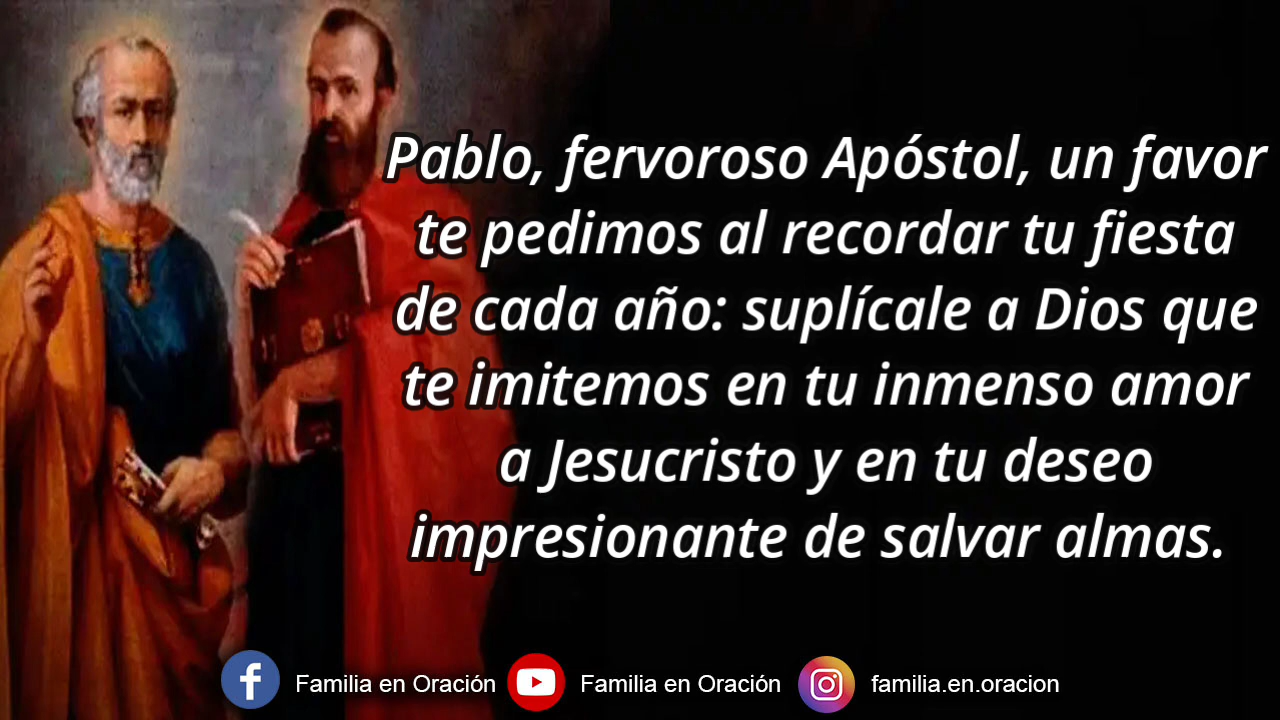 Pablo, fervoroso Apóstol, un favor
te pedimos al recordar tu fiesta
de cada año: suplícale a Dios que
te imitemos en tu inmenso amor
a Jesucristo y en tu deseo
impresionante de salvar almas.
Familia en Oración Familia en Oración familia.en.oracion